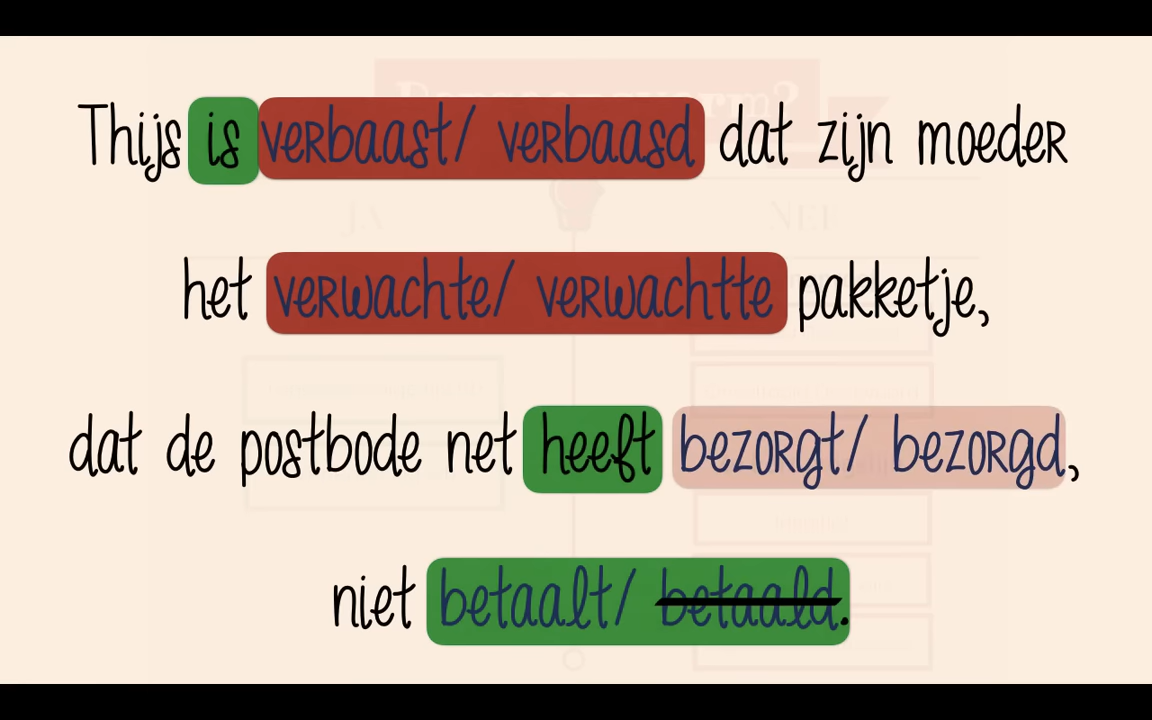 Thijs is verbaast/ verbaasd dat zijn moeder
het verwachte/ verwachtte pakketje,
dat de postbode net heeft bezorgt/ bezorgd,
niet betaalt/ betaald.